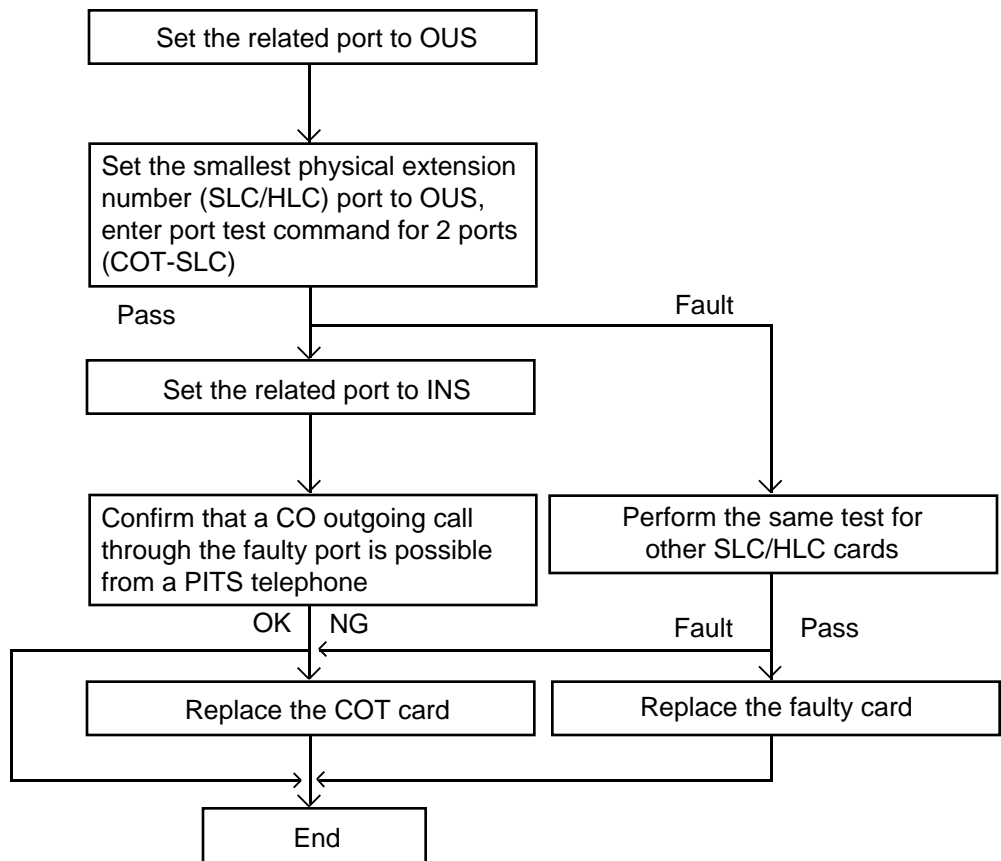 Set the related port to OUS
Set the smallest physical extension
number (SLC/HLC) port to OUS,
enter port test command for 2 ports
(COT-SLC)
Pass
Fault
Set the related port to INS
Confirm that a CO outgoing call
through the faulty port is possible
from a PITS telephone
Perform the same test for
other SLC/HLC cards
OK
NG
Fault
Pass
Replace the COT card
Replace the faulty card
End